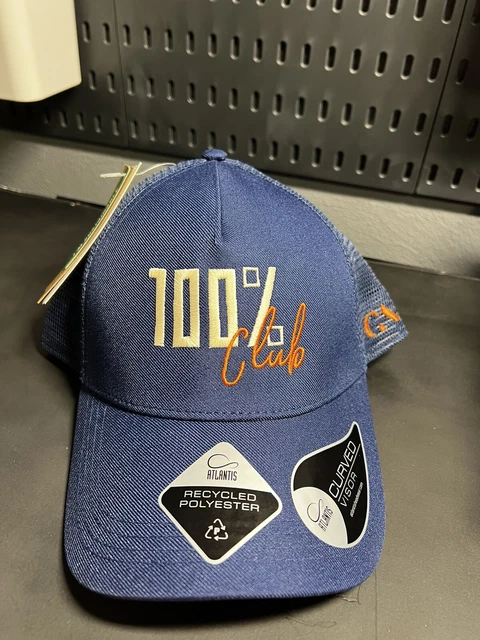 100%
Club
ATLANTIS
RECYCLED
POLYESTER
ATLANTIS
CURVED
VISOR